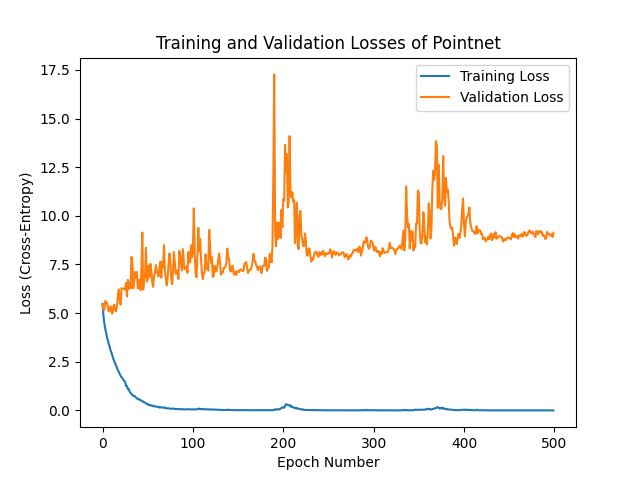 Training and Validation Losses of Pointnet
Training Loss
Validation Loss
17.5
15.0
12.5
10.0
7.5
5.0
2.5
0.0
Loss (Cross-Entropy)
0 100 200 300 400 500
Epoch Number